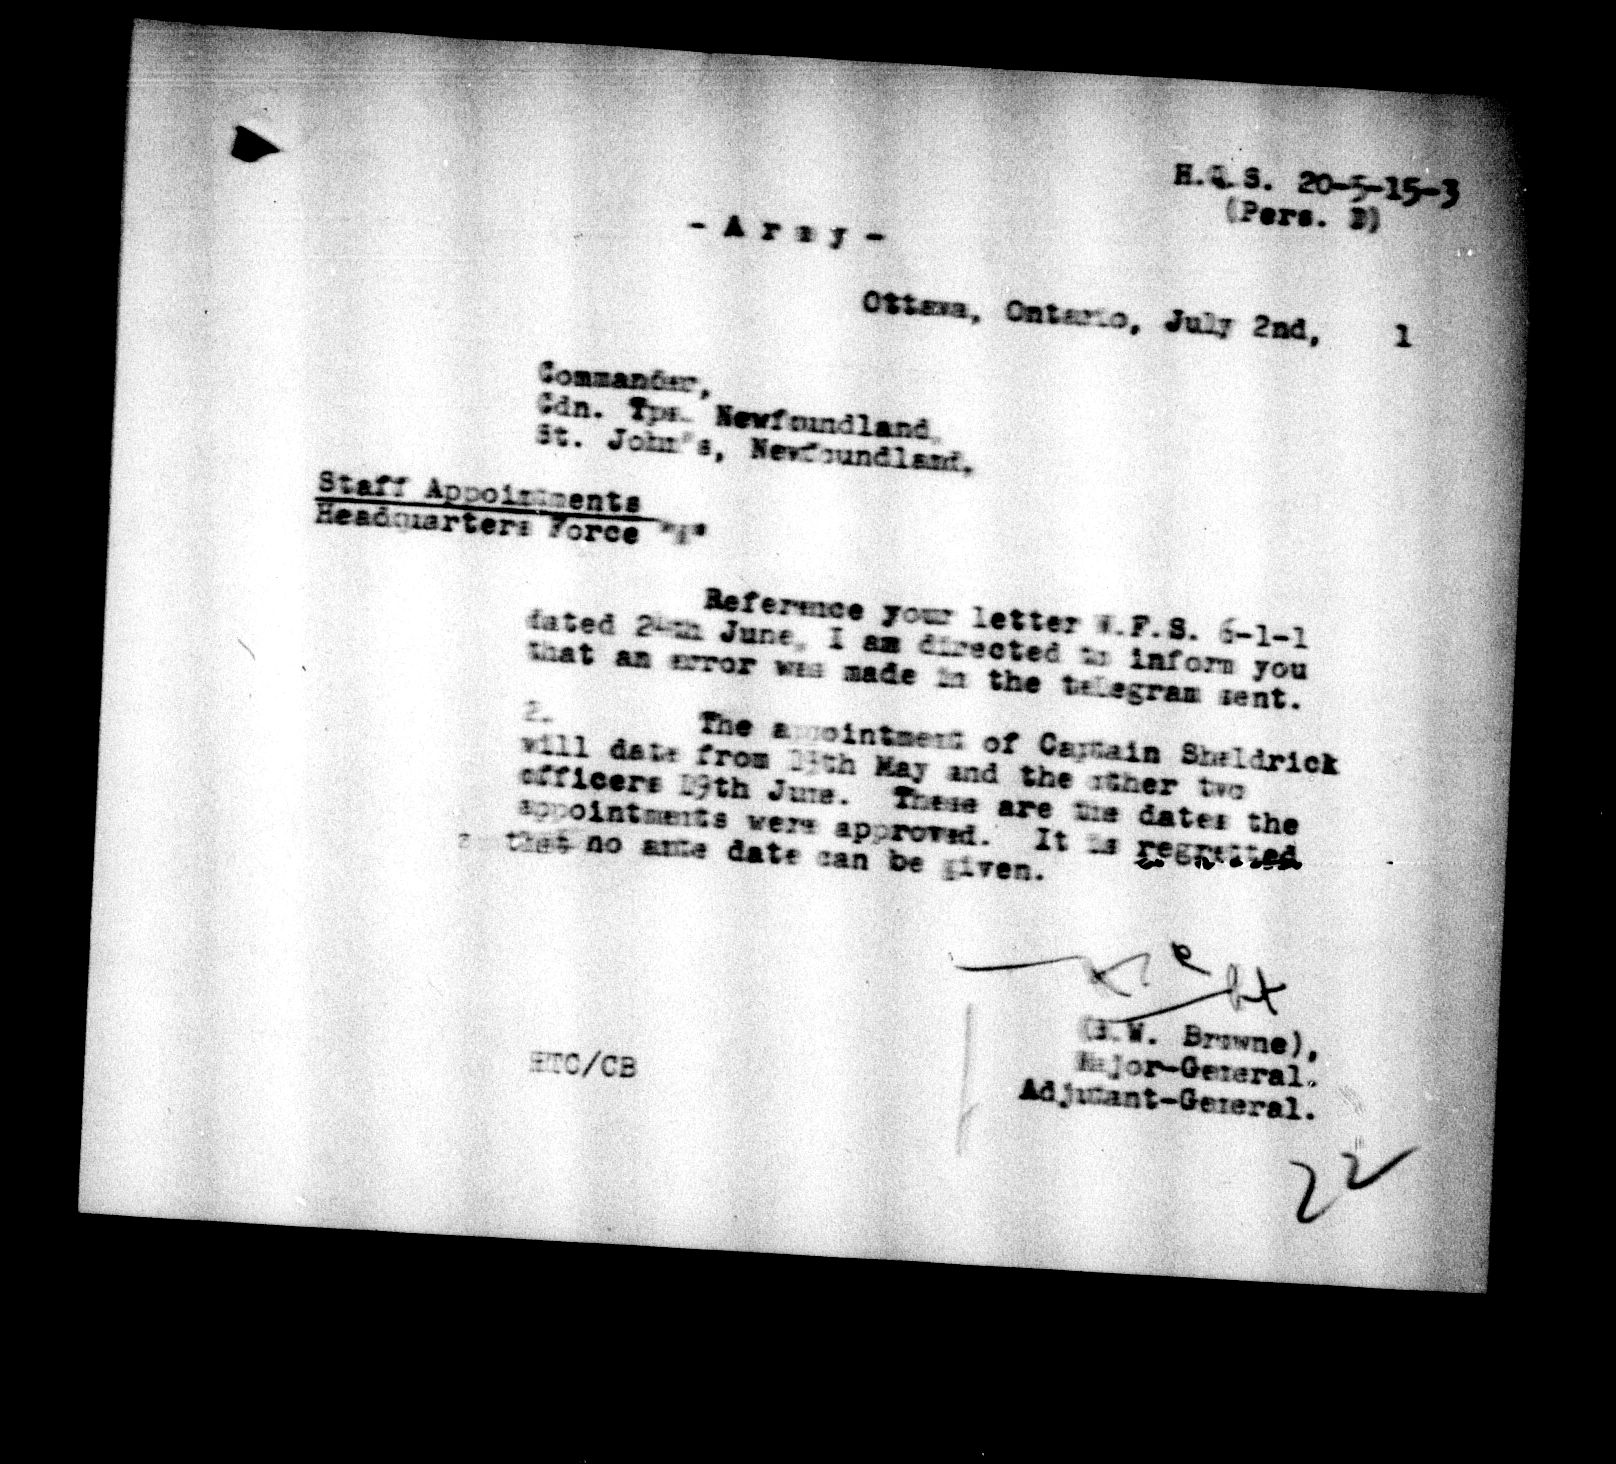 H.Q.S. 20-5-15-3
(Pers. B)
- A r m y -
Ottawa, Ontario, July 2nd, 1
Commander,
Cdn. Tps. Newfoundland,
St. John's, Newfoundland.
Staff Appointments
Headquarters Force
Reference your letter W.F.S. 6-1-1
dated 24th June, I am directed to inform you
that an error was made in the telegram sent.
2. The appointment of Captain Sheldrick
will date from May and the other two
officers 19th June. These are the dates the
appointments were approved. It is regretted
that no ante date can be given.
(B.W. Browne),
Major-General.
Adjutant-General.
HTC/CB
22